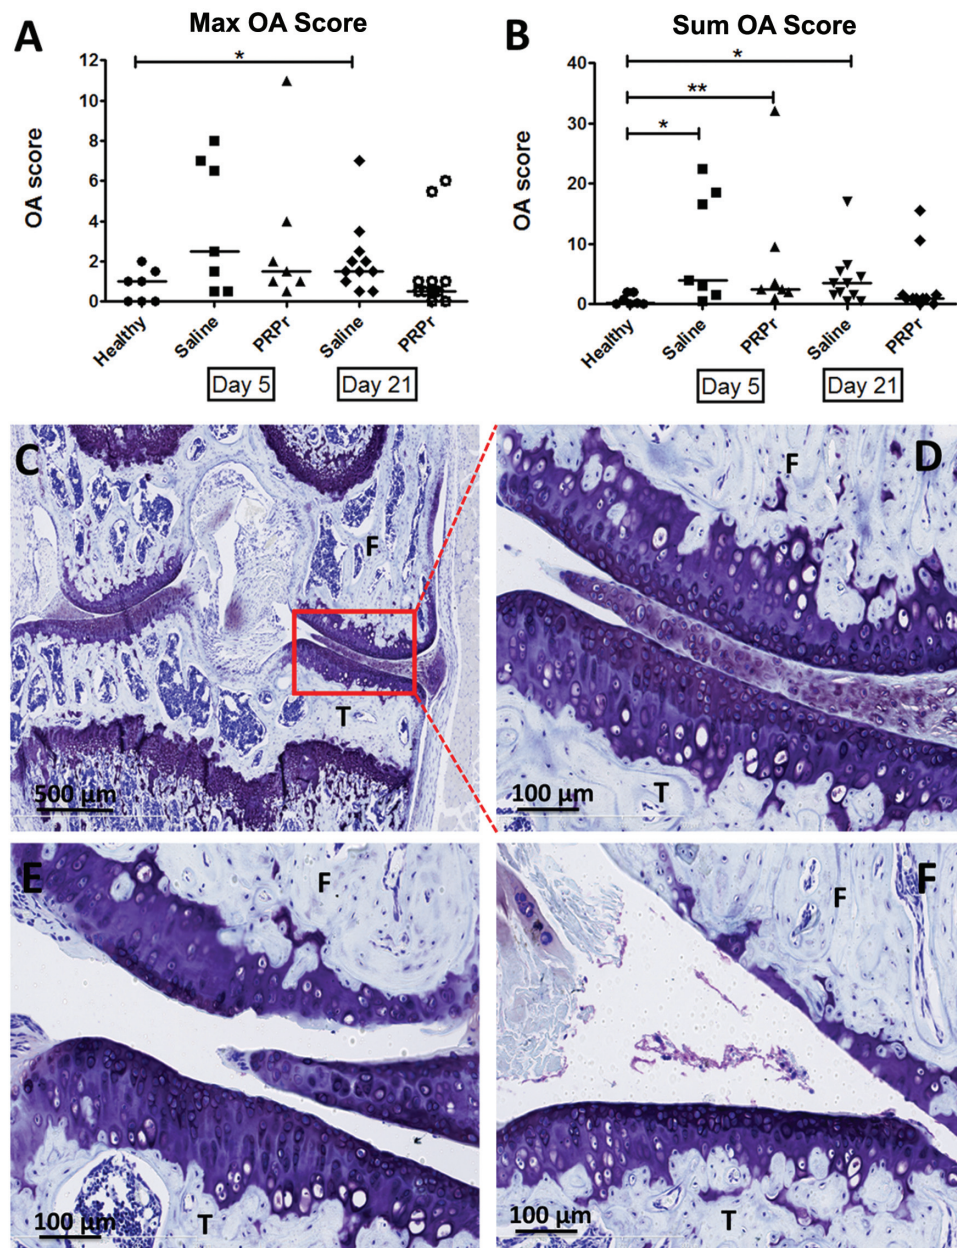 A
Max OA Score
OA score
12
10
8
6
4
2
0
*
Healthy
Saline
PRPr
Saline
PRPr
Day 5
Day 21
B
Sum OA Score
OA score
40
30
20
10
0
*
**
*
Healthy
Saline
PRPr
Saline
PRPr
Day 5
Day 21
C
F
T
500 µm
D
F
T
100 µm
E
F
T
100 µm
F
F
T
100 µm